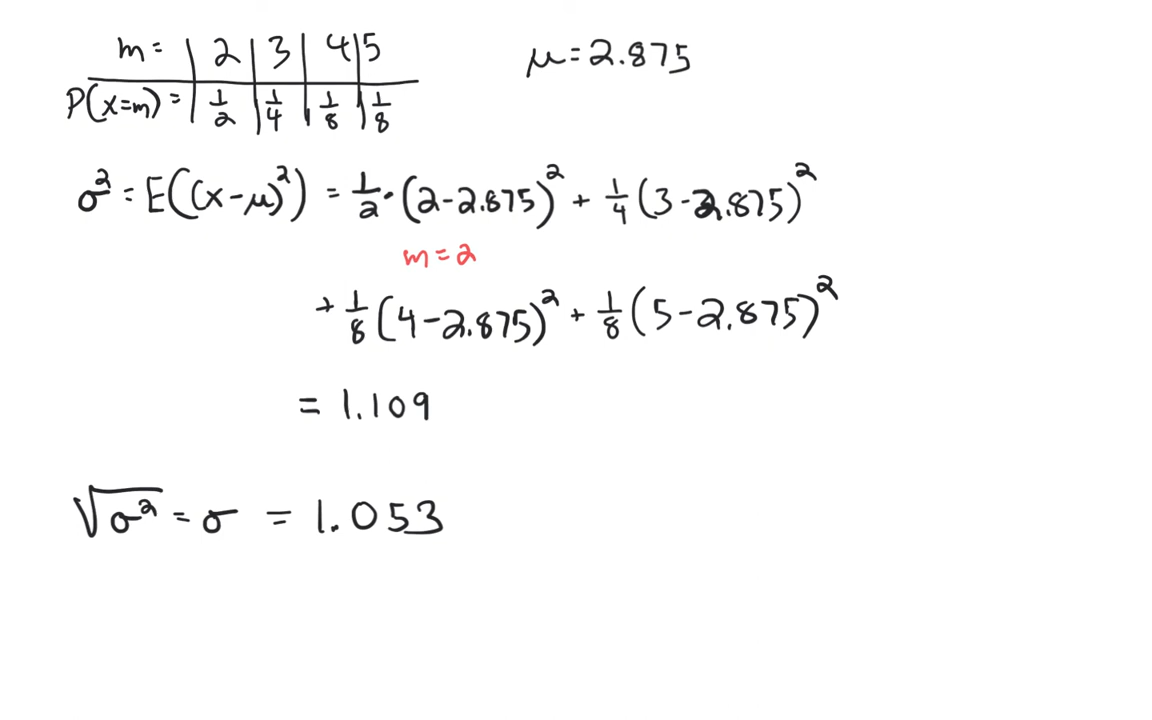 m = | 2 | 3 | 4 | 5
μ = 2.875
P(x=m) = | 1/2 | 1/4 | 1/8 | 1/8
σ² = E((x-μ)²) = 1/2 · (2-2.875)² + 1/4 (3-2.875)²
m = 2
+ 1/8 (4-2.875)² + 1/8 (5-2.875)²
= 1.109
√σ² = σ = 1.053